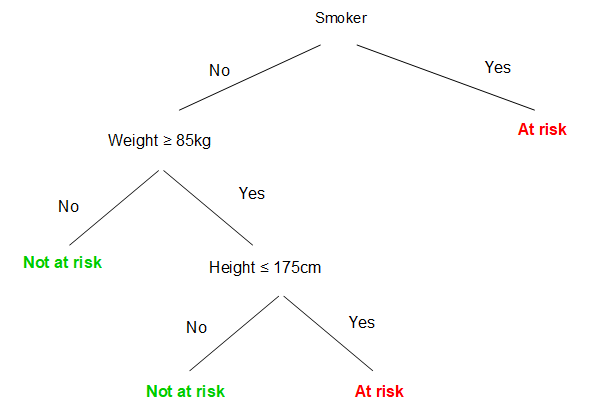 Smoker
No
Yes
At risk
Weight ≥ 85kg
No
Yes
Not at risk
Height ≤ 175cm
No
Yes
Not at risk
At risk